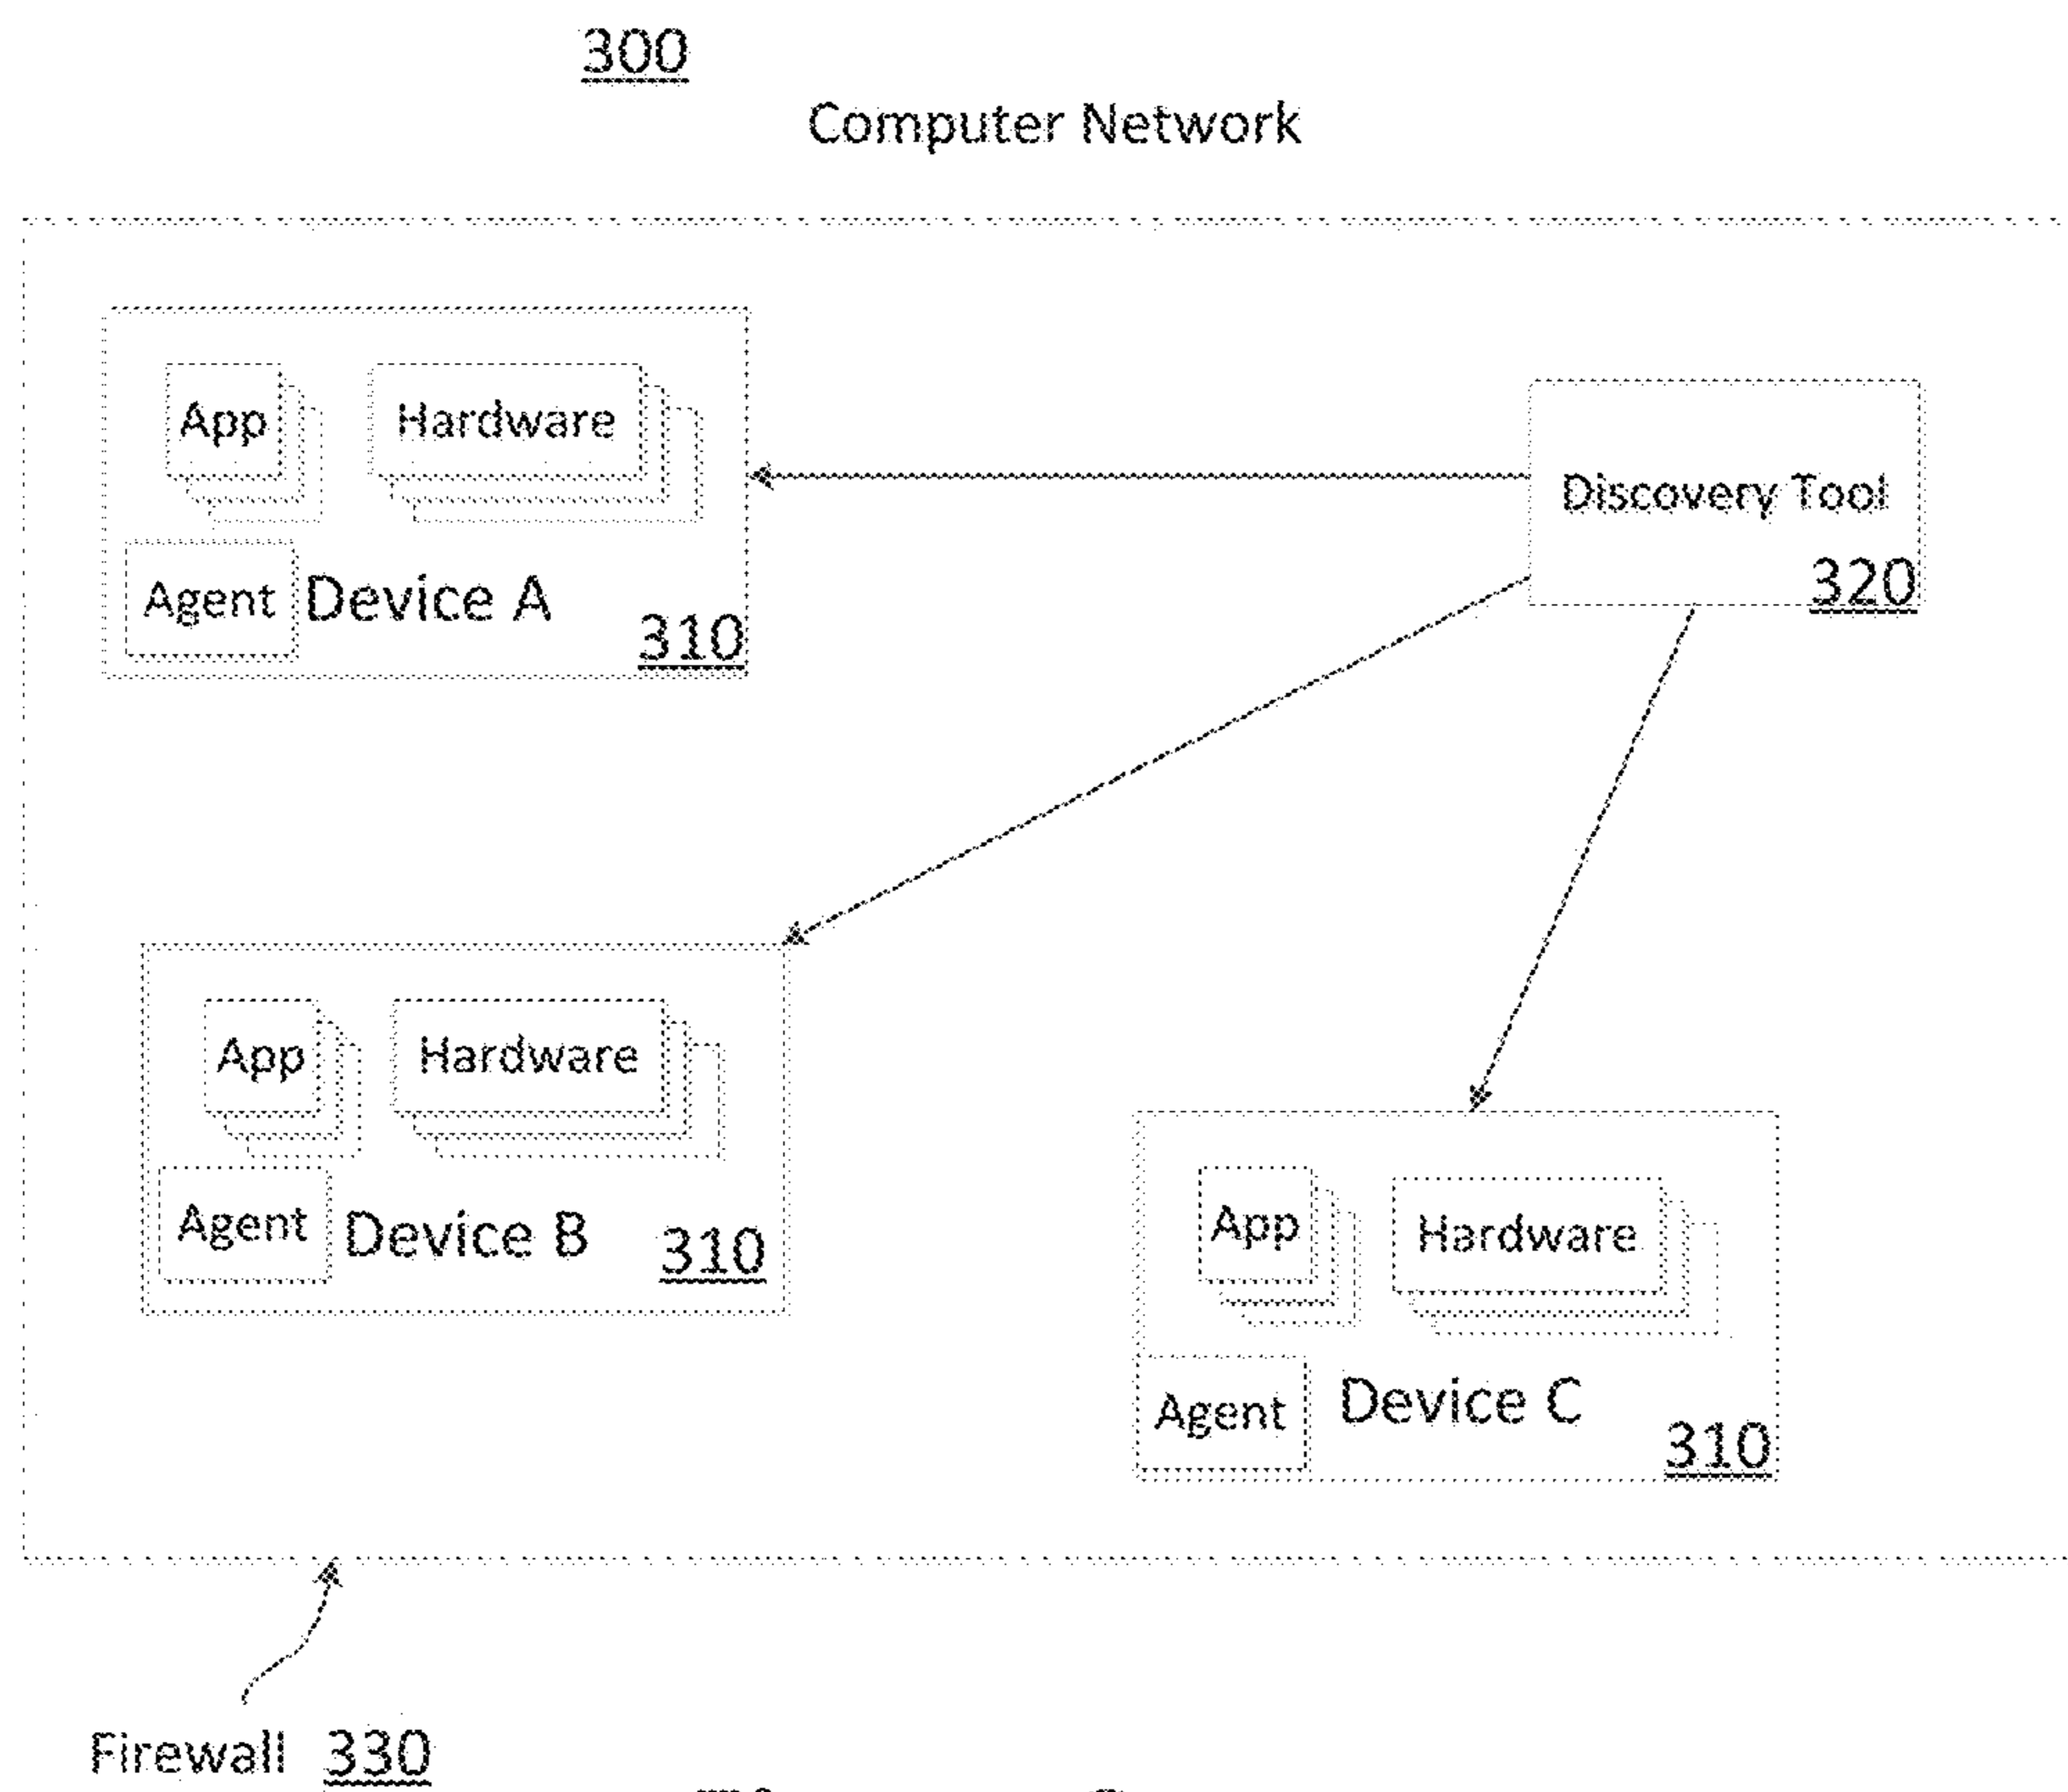 300
Computer Network
App
Hardware
Agent
Device A
310
Discovery Tool
320
App
Hardware
Agent
Device B
310
App
Hardware
Agent
Device C
310
Firewall 330